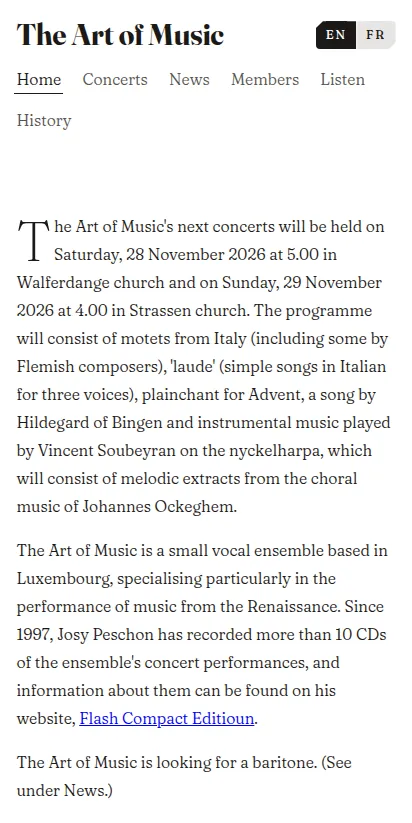 The Art of Music
EN FR
Home Concerts News Members Listen
History
The Art of Music's next concerts will be held on
Saturday, 28 November 2026 at 5.00 in
Walferdange church and on Sunday, 29 November
2026 at 4.00 in Strassen church. The programme
will consist of motets from Italy (including some by
Flemish composers), 'laude' (simple songs in Italian
for three voices), plainchant for Advent, a song by
Hildegard of Bingen and instrumental music played
by Vincent Soubeyran on the nyckelharpa, which
will consist of melodic extracts from the choral
music of Johannes Ockeghem.
The Art of Music is a small vocal ensemble based in
Luxembourg, specialising particularly in the
performance of music from the Renaissance. Since
1997, Josy Peschon has recorded more than 10 CDs
of the ensemble's concert performances, and
information about them can be found on his
website, Flash Compact Editioun.
The Art of Music is looking for a baritone. (See
under News.)